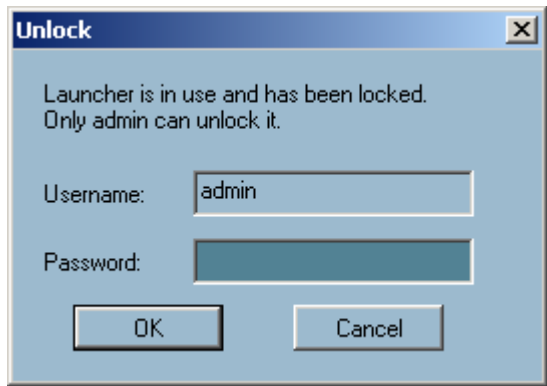 Unlock
Launcher is in use and has been locked.
Only admin can unlock it.
Username: admin
Password:
OK Cancel